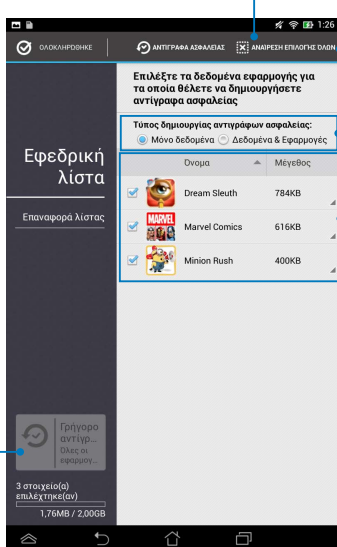 1:26
ΟΛΟΚΛΗΡΩΘΗΚΕ
ΑΝΤΙΓΡΑΦΑ ΑΣΦΑΛΕΙΑΣ
ΑΝΑΙΡΕΣΗ ΕΠΙΛΟΓΗΣ ΌΛΩΝ
Επιλέξτε τα δεδομένα εφαρμογής για
τα οποία θέλετε να δημιουργήσετε
αντίγραφα ασφαλείας
Τύπος δημιουργίας αντιγράφων ασφαλείας:
Μόνο δεδομένα
Δεδομένα & Εφαρμογές
Όνομα
Μέγεθος
Dream Sleuth
784KB
MARVEL
Marvel Comics
616KB
Minion Rush
400KB
Εφεδρική
λίστα
Επαναφορά λίστας
Γρήγορο
αντίγρ...
Όλες οι
εφαρμογ...
3 στοιχείο(α)
επιλέχτηκε(αν)
1,76MB / 2,00GB